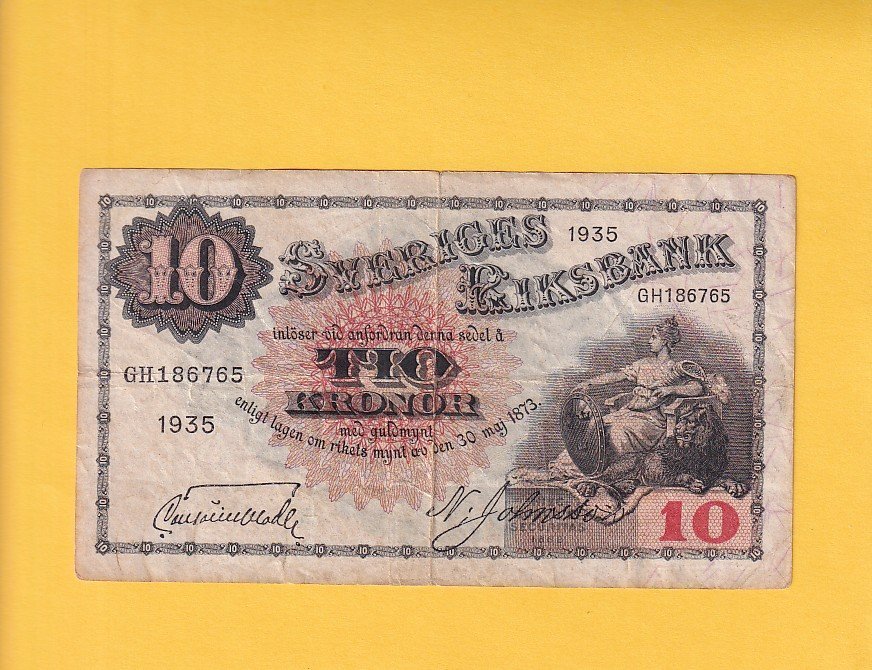 10
SVERIGES 1935
RIKSBANK
GH186765
inlöser vid anfordran denna sedel å
TIO
KRONOR
GH186765
med guldmynt
enligt lagen om rikets mynt av den 30 maj 1873.
1935
N. Johnsson
10